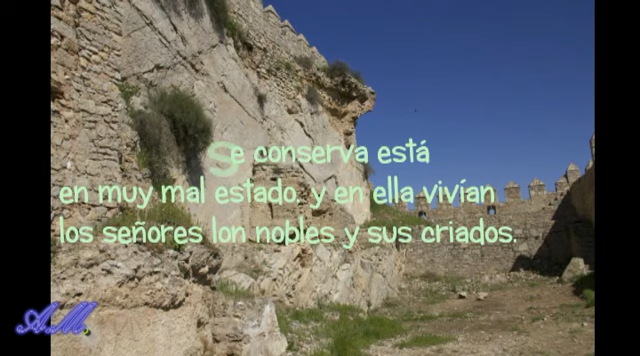 Se conserva está
en muy mal estado, y en ella vivían
los señores lon nobles y sus criados.
A.M.